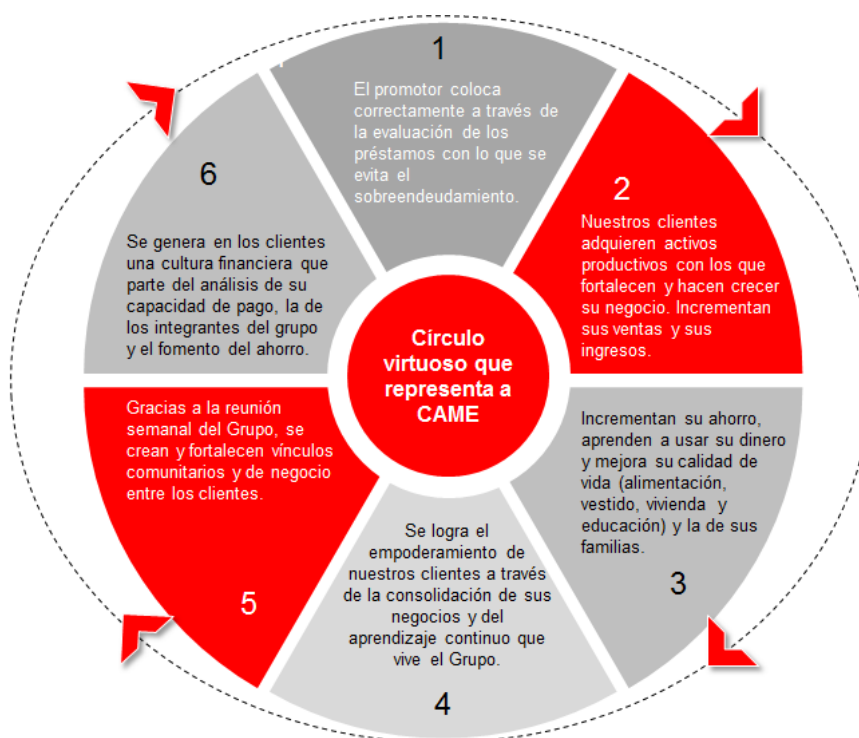 1
El promotor coloca
correctamente a través de
la evaluación de los
préstamos con lo que se
evita el
sobreendeudamiento.
2
Nuestros clientes
adquieren activos
productivos con los que
fortalecen y hacen crecer
su negocio. Incrementan
sus ventas y sus
ingresos.
Incrementan su ahorro,
aprenden a usar su dinero
y mejora su calidad de
vida (alimentación,
vestido, vivienda y
educación) y la de sus
familias.
3
Se logra el
empoderamiento de
nuestros clientes a través
de la consolidación de sus
negocios y del
aprendizaje continuo que
vive el Grupo.
4
Gracias a la reunión
semanal del Grupo, se
crean y fortalecen vínculos
comunitarios y de negocio
entre los clientes.
5
6
Se genera en los clientes
una cultura financiera que
parte del análisis de su
capacidad de pago, la de
los integrantes del grupo
y el fomento del ahorro.
Círculo
virtuoso que
representa a
CAME